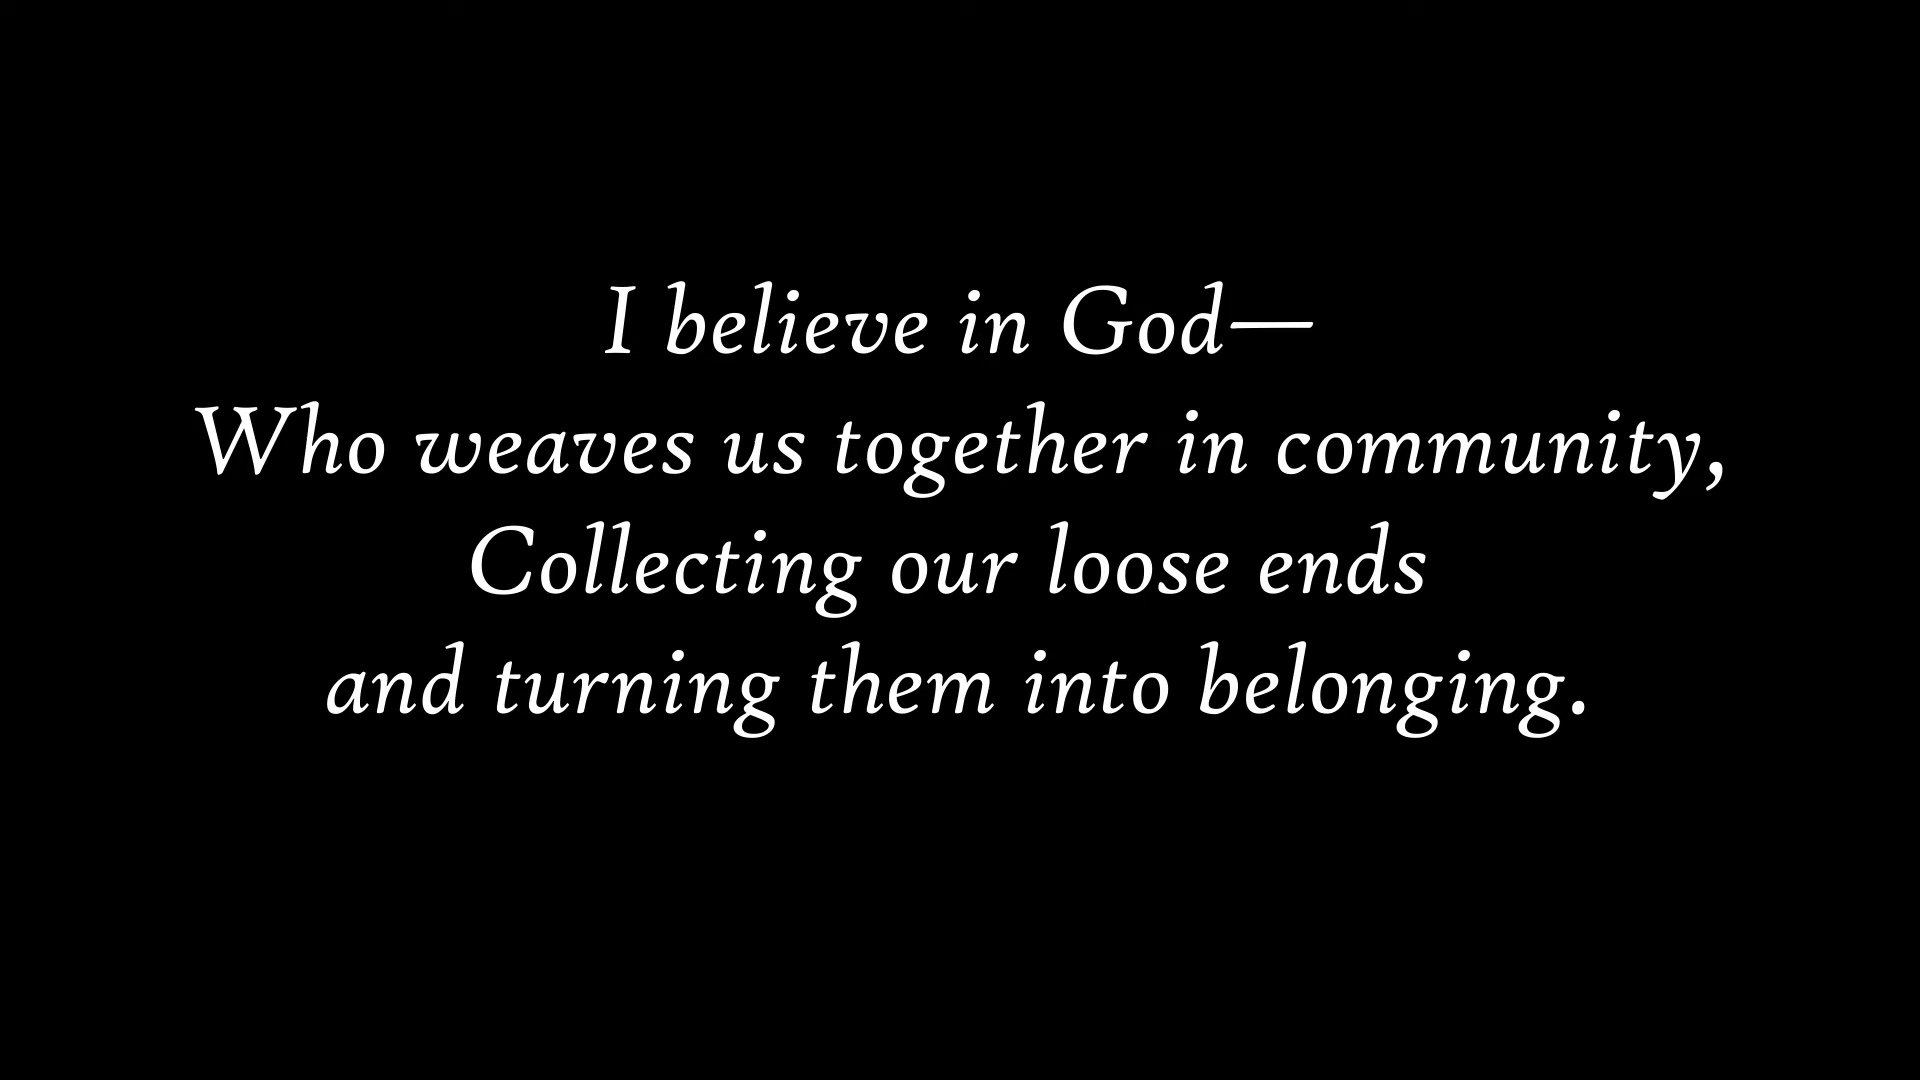 I believe in God—
Who weaves us together in community,
Collecting our loose ends
and turning them into belonging.